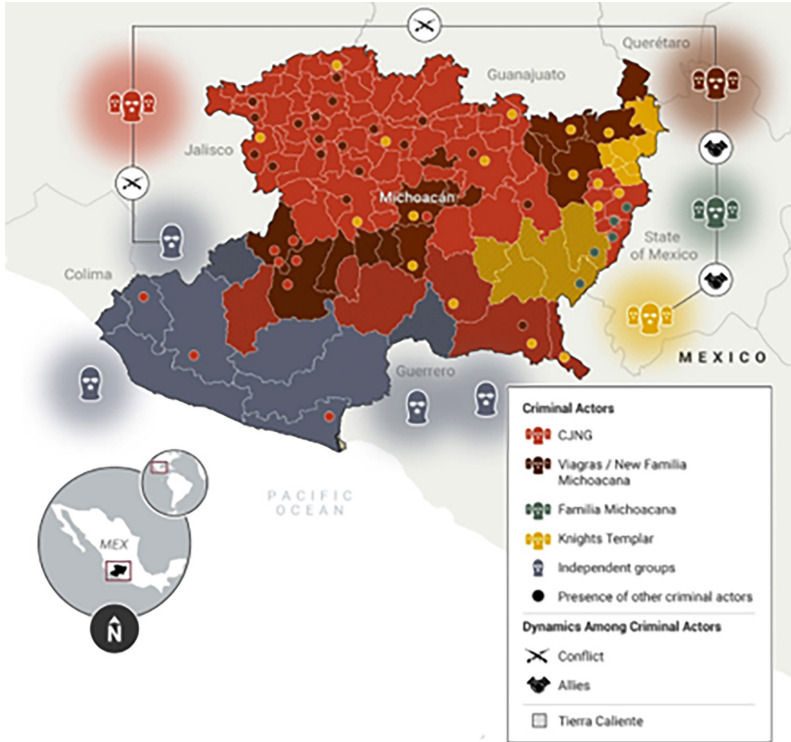 Querétaro
Guanajuato
Jalisco
Michoacán
State
of Mexico
Colima
MEXICO
Guerrero
PACIFIC
OCEAN
MEX
N
Criminal Actors
CJNG
Viagras / New Familia
Michoacana
Familia Michoacana
Knights Templar
Independent groups
Presence of other criminal actors
Dynamics Among Criminal Actors
Conflict
Allies
Tierra Caliente